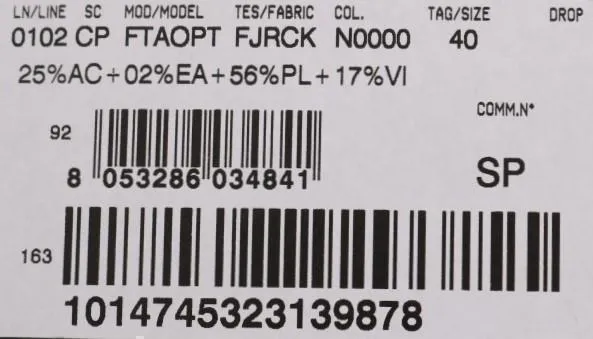 LN/LINE SC MOD/MODEL TES/FABRIC COL. TAG/SIZE DROP
0102 CP FTAOPT FJRCK N0000 40
25%AC+02%EA+56%PL+17%VI
COMM.N°
92
SP
8 053286 034841
163
1014745323139878